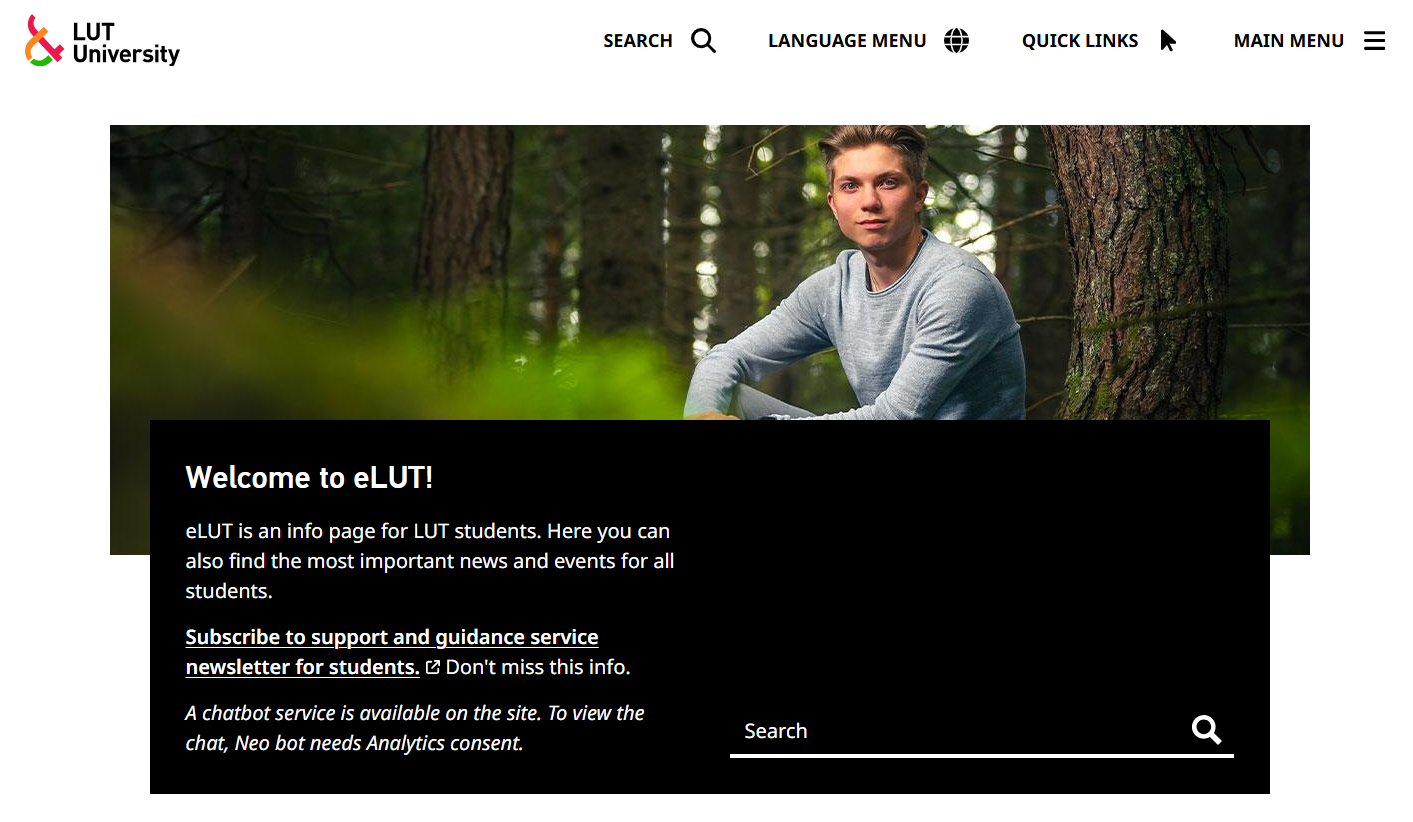 LUT
University
SEARCH
LANGUAGE MENU
QUICK LINKS
MAIN MENU
Welcome to eLUT!
eLUT is an info page for LUT students. Here you can
also find the most important news and events for all
students.
Subscribe to support and guidance service
newsletter for students. Don't miss this info.
A chatbot service is available on the site. To view the
chat, Neo bot needs Analytics consent.
Search